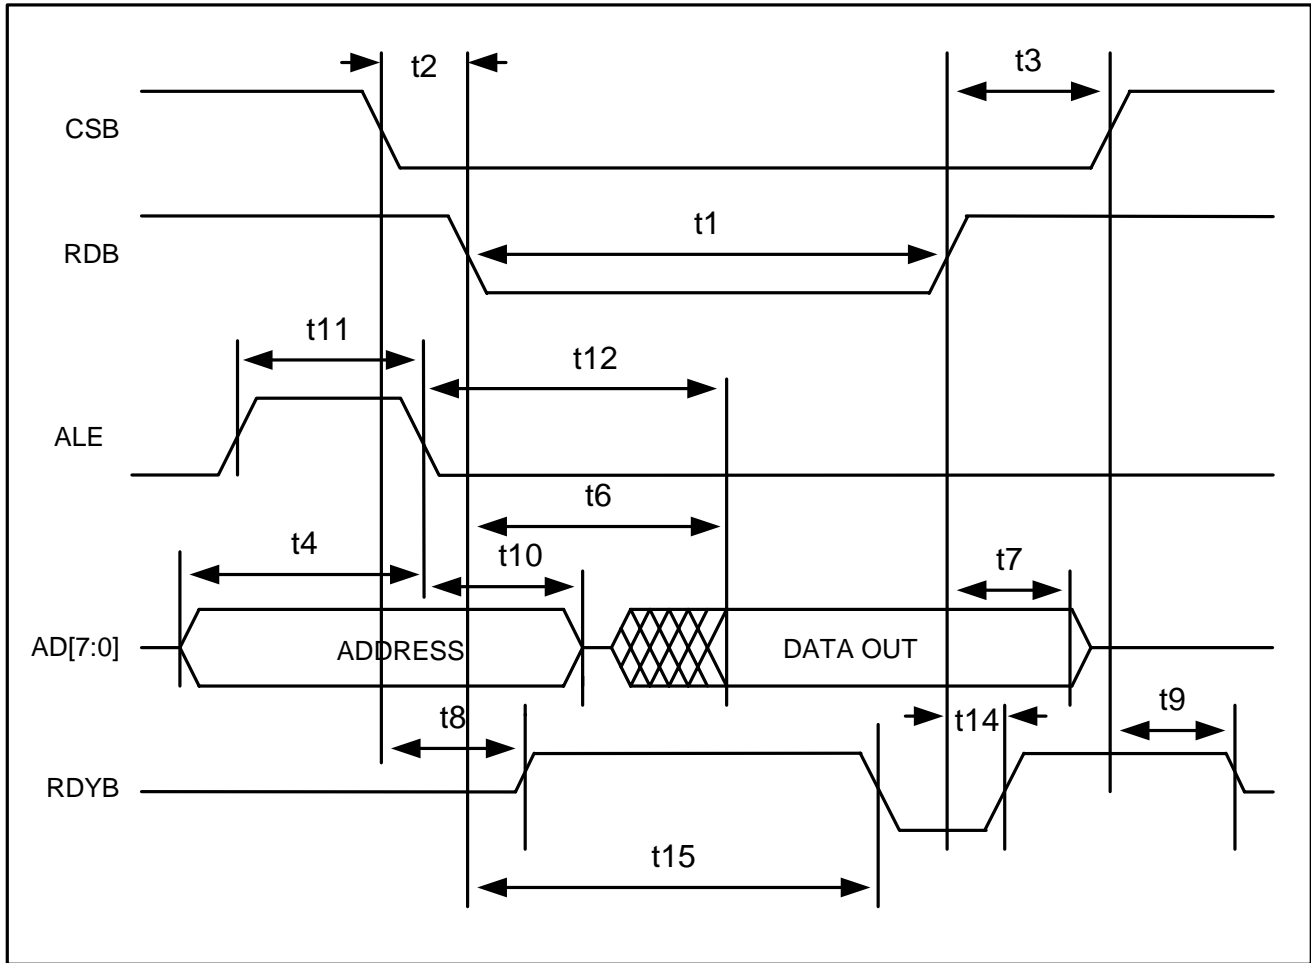 t2
t3
CSB
t1
RDB
t11
t12
ALE
t6
t4
t10
t7
AD[7:0]
ADDRESS
DATA OUT
t8
t14
t9
RDYB
t15